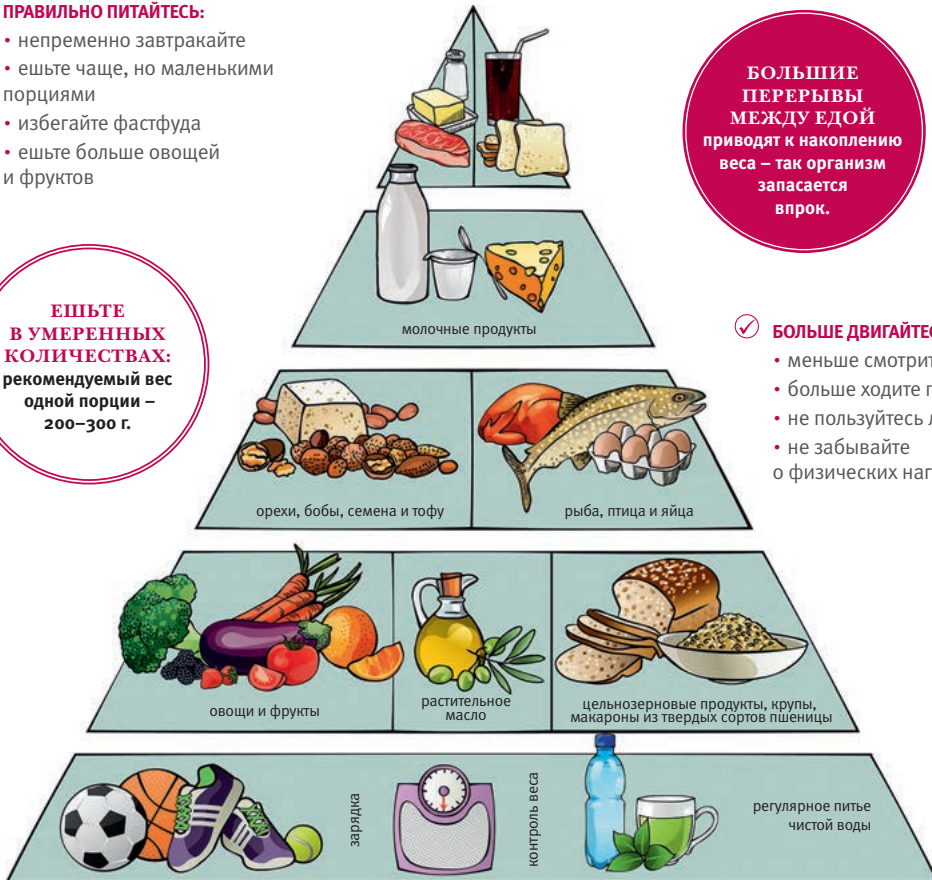 ПРАВИЛЬНО ПИТАЙТЕСЬ:
• непременно завтракайте
• ешьте чаще, но маленькими
порциями
• избегайте фастфуда
• ешьте больше овощей
и фруктов
БОЛЬШИЕ
ПЕРЕРЫВЫ
МЕЖДУ ЕДОЙ
приводят к накоплению
веса – так организм
запасается
впрок.
молочные продукты
ЕШЬТЕ
В УМЕРЕННЫХ
КОЛИЧЕСТВАХ:
рекомендуемый вес
одной порции –
200–300 г.
БОЛЬШЕ
• меньше
• больше ходите
• не пользуйтесь
• не забывайте
о физических
орехи, бобы, семена и тофу
рыба, птица и яйца
овощи и фрукты
растительное
масло
цельнозерновые продукты, крупы,
макароны из твердых сортов пшеницы
зарядка
контроль веса
регулярное питье
чистой воды